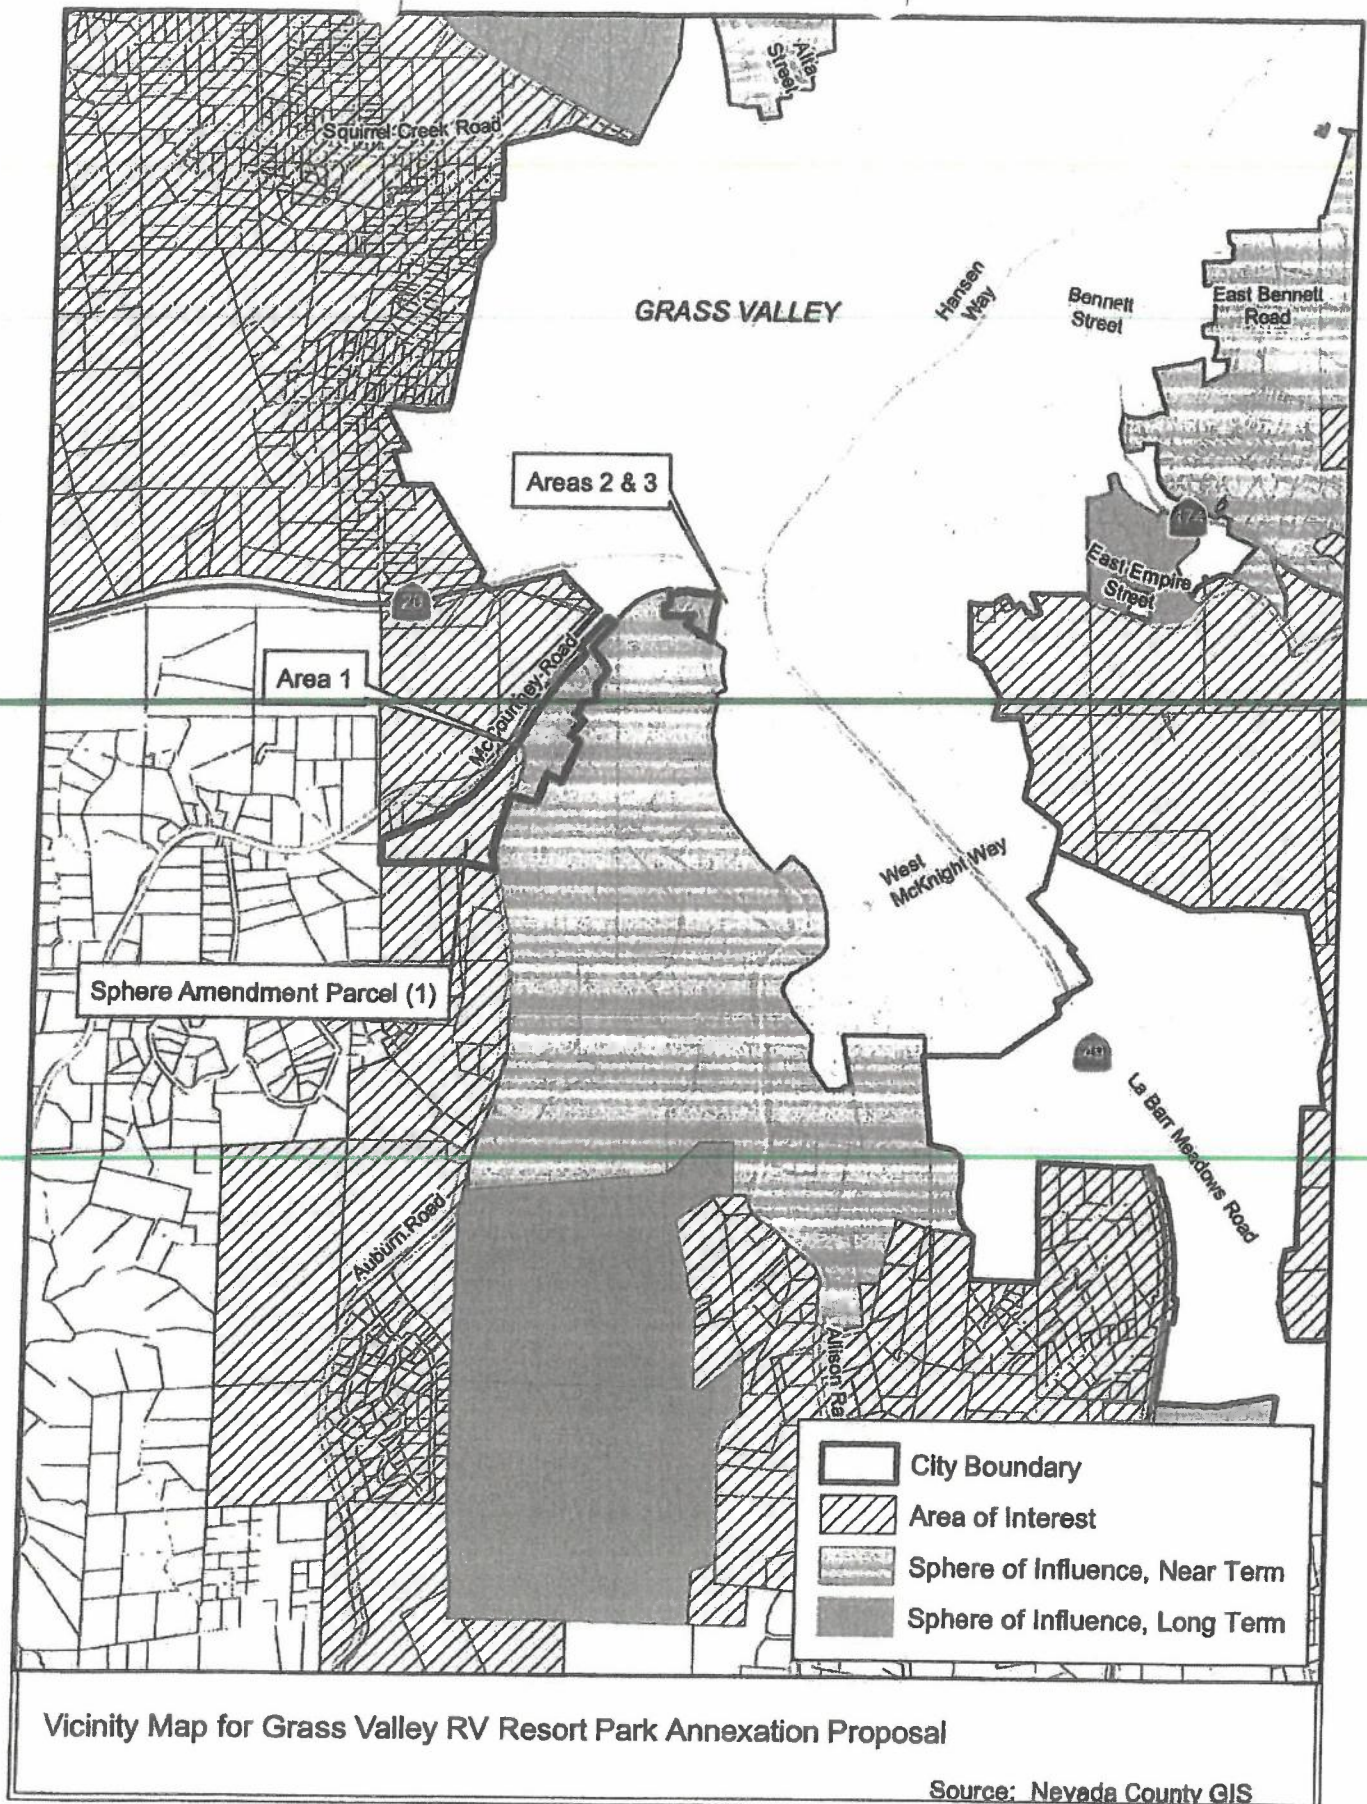 Alta
Street
Squirrel Creek Road
GRASS VALLEY
Hansen
Way
Bennett
Street
East Bennett
Road
Areas 2 & 3
174
East Empire
Street
20
Area 1
McCourtney Road
West
McKnight Way
Sphere Amendment Parcel (1)
49
La Barr Meadows Road
Auburn Road
Allison Ra
City Boundary
Area of Interest
Sphere of Influence, Near Term
Sphere of Influence, Long Term
Vicinity Map for Grass Valley RV Resort Park Annexation Proposal
Source: Nevada County GIS